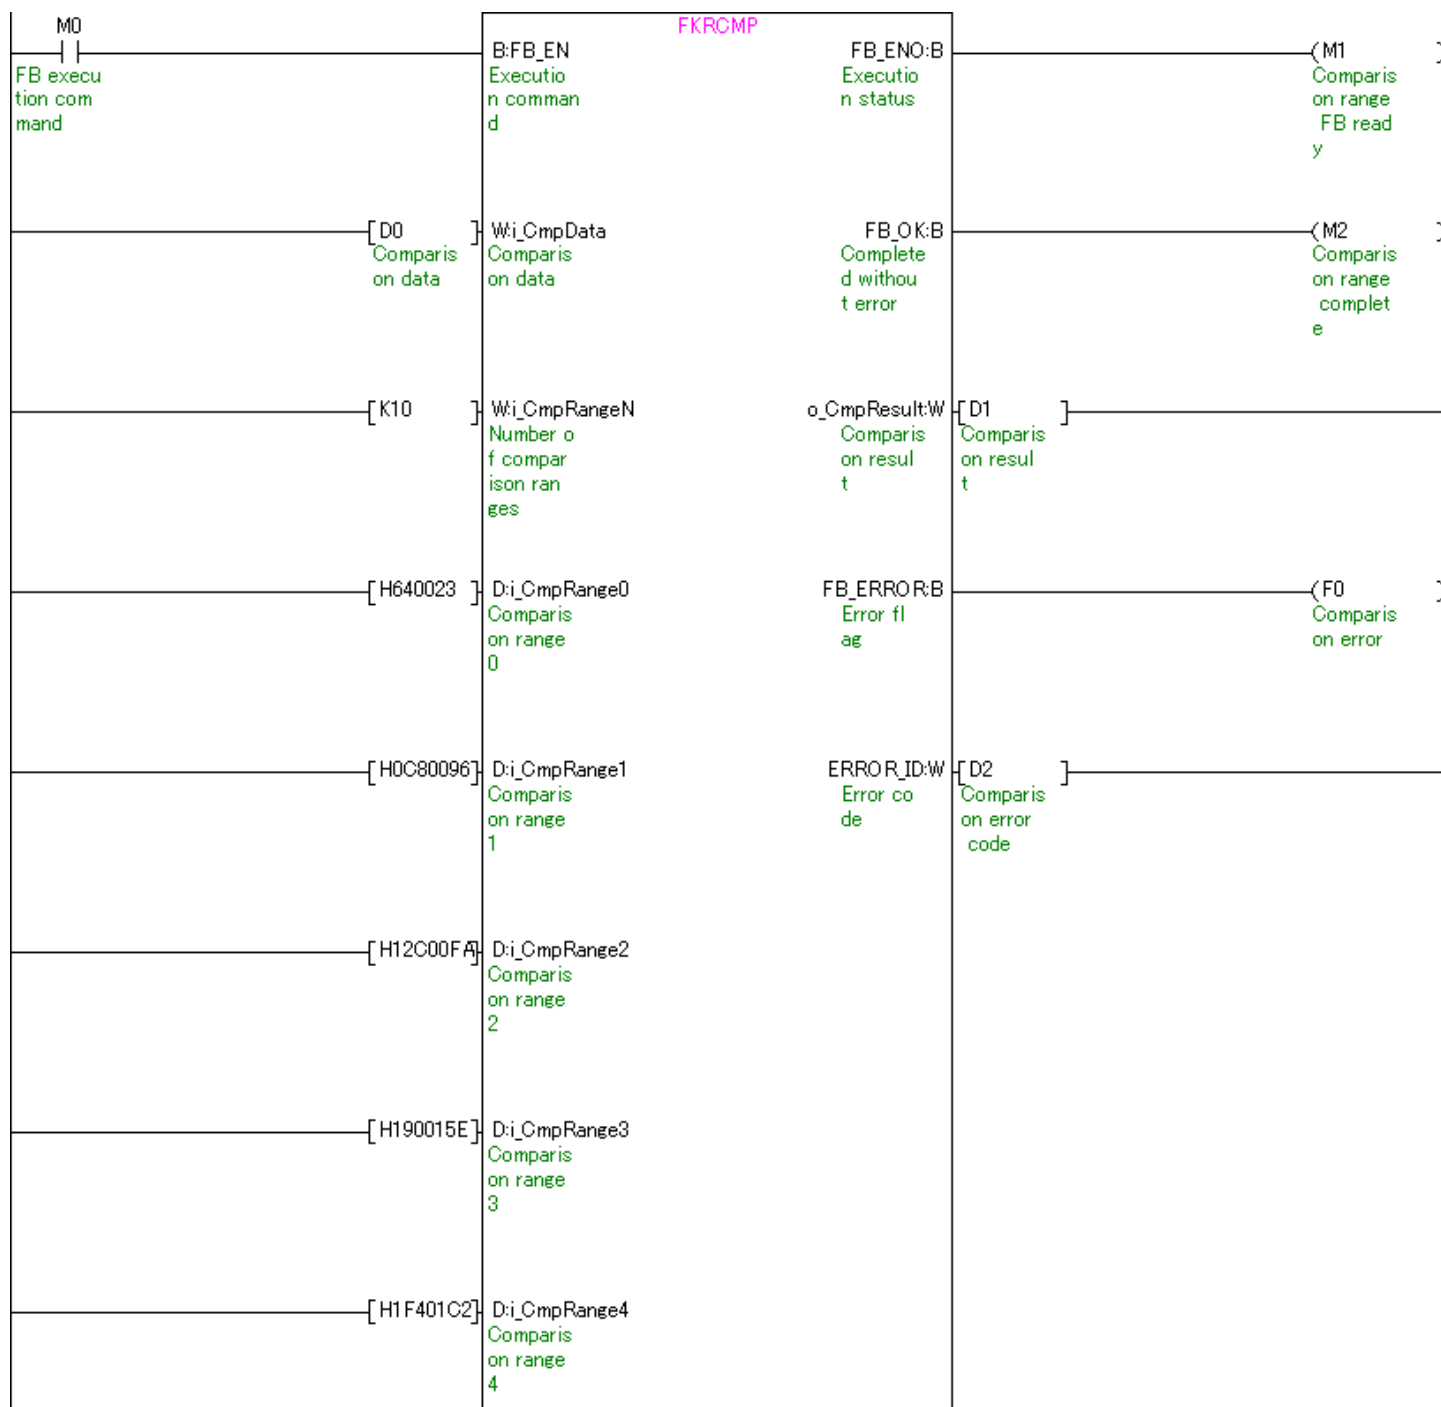 M0
FKRCMP
B:FB_EN
FB_ENO:B
(M1
FB execu
tion com
mand
Executio
n comman
d
Executio
n status
Comparis
on range
FB read
y
[D0 ]
W:i_CmpData
FB_OK:B
(M2
Comparis
on data
Comparis
on data
Complete
d withou
t error
Comparis
on range
complet
e
[K10 ]
W:i_CmpRangeN
o_CmpResult:W
[D1 ]
Number o
f compar
ison ran
ges
Comparis
on resul
t
Comparis
on resul
t
[H640023 ]
D:i_CmpRange0
FB_ERROR:B
(F0
Comparis
on range
0
Error fl
ag
Comparis
on error
[H0C80096]
D:i_CmpRange1
ERROR_ID:W
[D2 ]
Comparis
on range
1
Error co
de
Comparis
on error
code
[H12C00FA]
D:i_CmpRange2
Comparis
on range
2
[H190015E]
D:i_CmpRange3
Comparis
on range
3
[H1F401C2]
D:i_CmpRange4
Comparis
on range
4